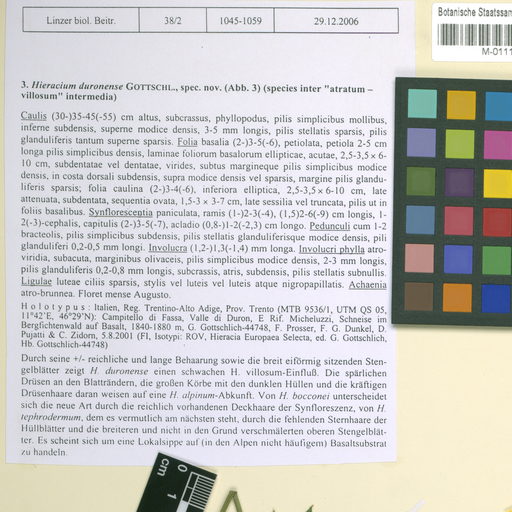 Linzer biol. Beitr. 38/2 1045-1059 29.12.2006
Botanische Staatssam
M-0111
3. Hieracium duronense GOTTSCHL., spec. nov. (Abb. 3) (species inter "atratum –
villosum" intermedia)
Caulis (30-)35-45(-55) cm altus, subcrassus, phyllopodus, pilis simplicibus mollibus,
inferne subdensis, superne modice densis, 3-5 mm longis, pilis stellatis sparsis, pilis
glanduliferis tantum superne sparsis. Folia basalia (2-)3-5(-6), petiolata, petiola 2-5 cm
longa pilis simplicibus densis, laminae foliorum basalorum ellipticae, acutae, 2,5-3,5 × 6-
10 cm, subdentatae vel dentatae, virides, subtus margineque pilis simplicibus modice
densis, in costa dorsali subdensis, supra modice densis vel sparsis, margine pilis glandu-
liferis sparsis; folia caulina (2-)3-4(-6), inferiora elliptica, 2,5-3,5 × 6-10 cm, late
attenuata, subdentata, sequentia ovata, 1,5-3 × 3-7 cm, late sessilia vel truncata, pilis ut in
foliis basalibus. Synflorescentia paniculata, ramis (1-)2-3(-4), (1,5)2-6(-9) cm longis, 1-
2(-3)-cephalis, capitulis (2-)3-5(-7), acladio (0,8-)1-2(-2,3) cm longo. Pedunculi cum 1-2
bracteolis, pilis simplicibus subdensis, pilis stellatis glanduliferisque modice densis, pili
glanduliferi 0,2-0,5 mm longi. Involucra (1,2-)1,3(-1,4) mm longa. Involucri phylla atro-
viridia, subacuta, marginibus olivaceis, pilis simplicibus modice densis, 2-3 mm longis,
pilis glanduliferis 0,2-0,8 mm longis, subcrassis, atris, subdensis, pilis stellatis subnullis.
Ligulae luteae ciliis sparsis, stylis vel luteis vel luteis atque nigropapillatis. Achaenia
atro-brunnea. Floret mense Augusto.
Holotypus: Italien, Reg. Trentino-Alto Adige, Prov. Trento (MTB 9536/1, UTM QS 05,
11°42'E, 46°29'N): Campitello di Fassa, Valle di Duron, E Rif. Micheluzzi, Schneise im
Bergfichtenwald auf Basalt, 1840-1880 m, G. Gottschlich-44748, F. Prosser, F. G. Dunkel, D.
Pujatti & C. Zidorn, 5.8.2001 (FI, Isotypi: ROV, Hieracia Europaea Selecta, ed. G. Gottschlich,
Hb. Gottschlich-44748)
Durch seine +/- reichliche und lange Behaarung sowie die breit eiförmig sitzenden Sten-
gelblätter zeigt H. duronense einen schwachen H. villosum-Einfluß. Die spärlichen
Drüsen an den Blatträndern, die großen Körbe mit den dunklen Hüllen und die kräftigen
Drüsenhaare daran weisen auf eine H. alpinum-Abkunft. Von H. bocconei unterscheidet
sich die neue Art durch die reichlich vorhandenen Deckhaare der Synfloreszenz, von H.
tephrodermum, dem es vermutlich am nächsten steht, durch die fehlenden Sternhaare der
Hüllblätter und die breiteren und nicht in den Grund verschmälerten oberen Stengelblät-
ter. Es scheint sich um eine Lokalsippe auf (in den Alpen nicht häufigem) Basaltsubstrat
zu handeln.
cm
0
1